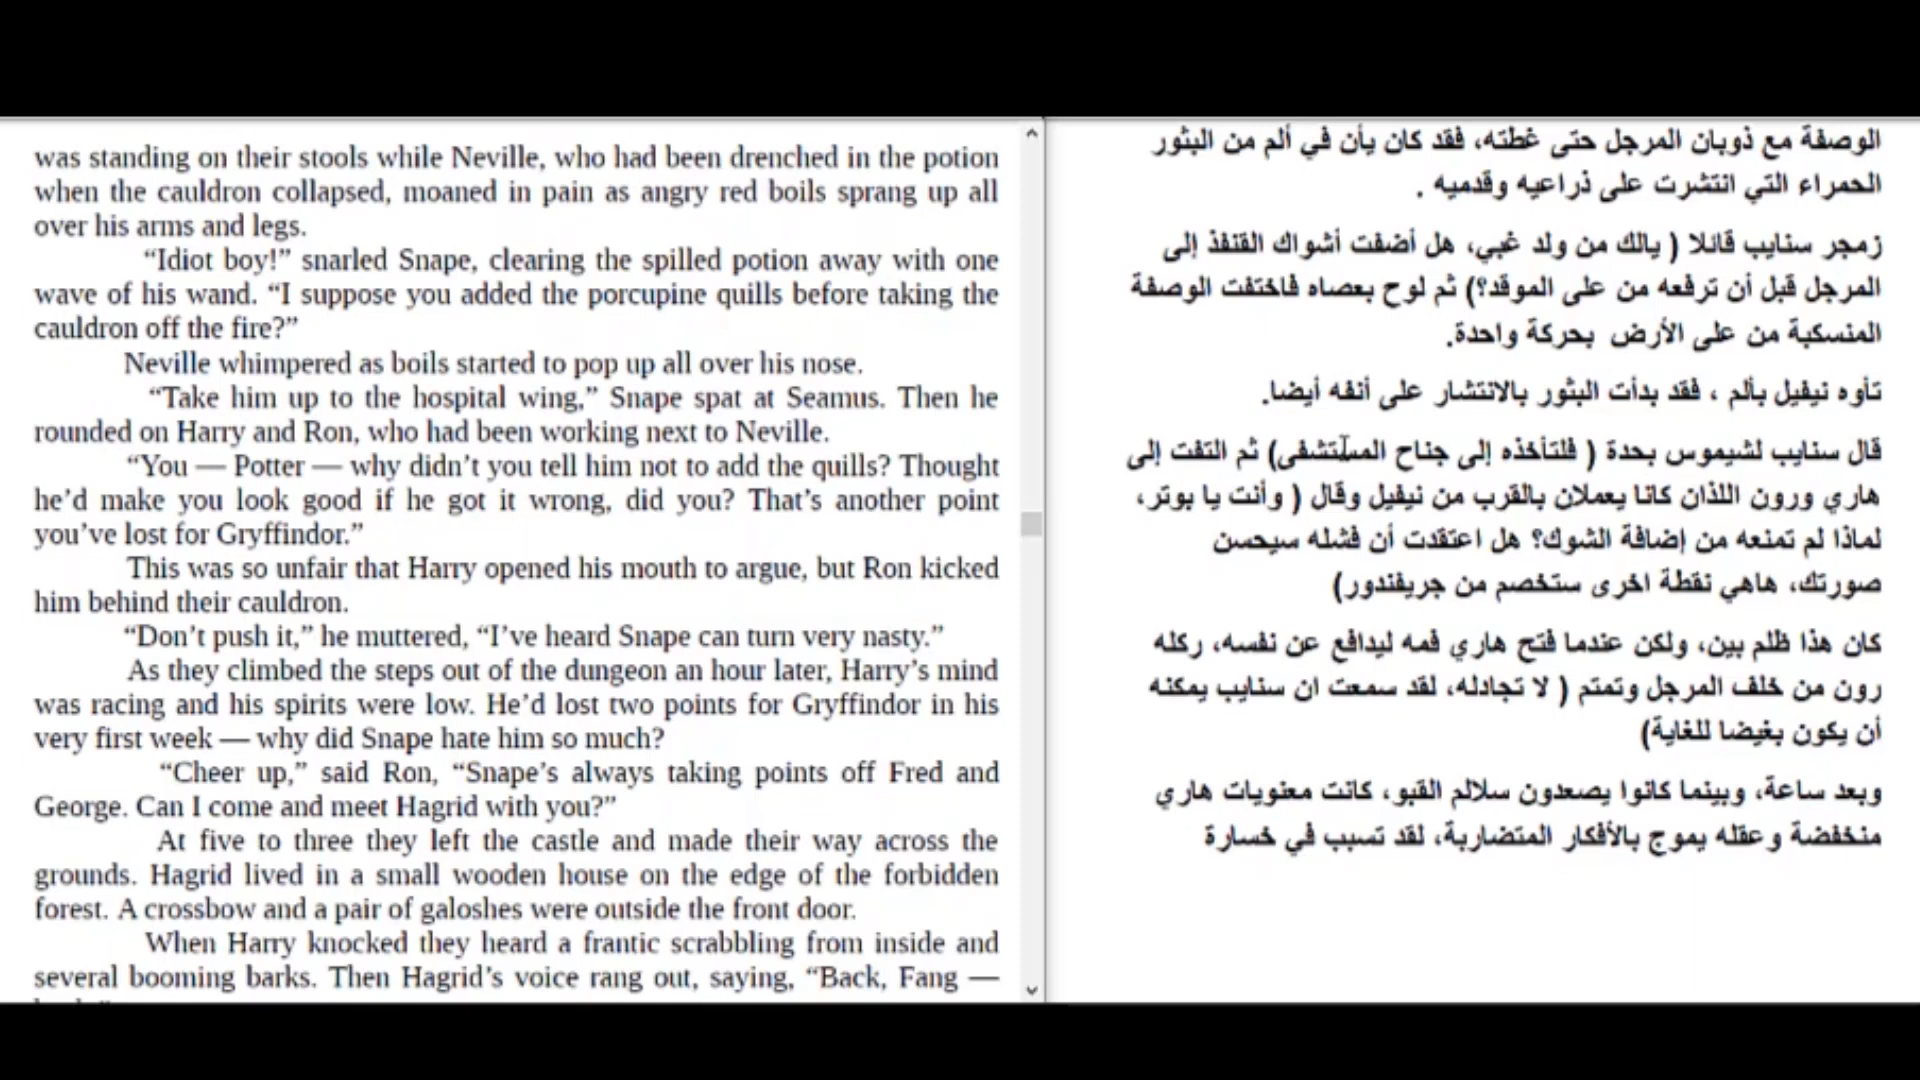 was standing on their stools while Neville, who had been drenched in the potion
when the cauldron collapsed, moaned in pain as angry red boils sprang up all
over his arms and legs.
“Idiot boy!” snarled Snape, clearing the spilled potion away with one
wave of his wand. “I suppose you added the porcupine quills before taking the
cauldron off the fire?”
Neville whimpered as boils started to pop up all over his nose.
“Take him up to the hospital wing,” Snape spat at Seamus. Then he
rounded on Harry and Ron, who had been working next to Neville.
“You — Potter — why didn’t you tell him not to add the quills? Thought
he’d make you look good if he got it wrong, did you? That’s another point
you’ve lost for Gryffindor.”
This was so unfair that Harry opened his mouth to argue, but Ron kicked
him behind their cauldron.
“Don’t push it,” he muttered, “I’ve heard Snape can turn very nasty.”
As they climbed the steps out of the dungeon an hour later, Harry’s mind
was racing and his spirits were low. He’d lost two points for Gryffindor in his
very first week — why did Snape hate him so much?
“Cheer up,” said Ron, “Snape’s always taking points off Fred and
George. Can I come and meet Hagrid with you?”
At five to three they left the castle and made their way across the
grounds. Hagrid lived in a small wooden house on the edge of the forbidden
forest. A crossbow and a pair of galoshes were outside the front door.
When Harry knocked they heard a frantic scrabbling from inside and
several booming barks. Then Hagrid’s voice rang out, saying, “Back, Fang —
الوصفة مع ذوبان المرجل حتى غطته، فقد كان يأن في ألم من البثور
الحمراء التي انتشرت على ذراعيه وقدميه .
زمجر سنايب قائلا ( يالك من ولد غبي، هل أضفت أشواك القنفذ إلى
المرجل قبل أن ترفعه من على الموقد؟) ثم لوح بعصاه فاختفت الوصفة
المنسكبة من على الأرض بحركة واحدة.
تأوه نيفيل بألم ، فقد بدأت البثور بالانتشار على أنفه أيضا.
قال سنايب لشيموس بحدة ( فلتأخذه إلى جناح المستشفى) ثم التفت إلى
هاري ورون اللذان كانا يعملان بالقرب من نيفيل وقال ( وأنت يا بوتر،
لماذا لم تمنعه من إضافة الشوك؟ هل اعتقدت أن فشله سيحسن
صورتك، هاهي نقطة اخرى ستخصم من جريفندور)
كان هذا ظلم بين، ولكن عندما فتح هاري فمه ليدافع عن نفسه، ركله
رون من خلف المرجل وتمتم ( لا تجادله، لقد سمعت ان سنايب يمكنه
أن يكون بغيضا للغاية)
وبعد ساعة، وبينما كانوا يصعدون سلالم القبو، كانت معنويات هاري
منخفضة وعقله يموج بالأفكار المتضاربة، لقد تسبب في خسارة